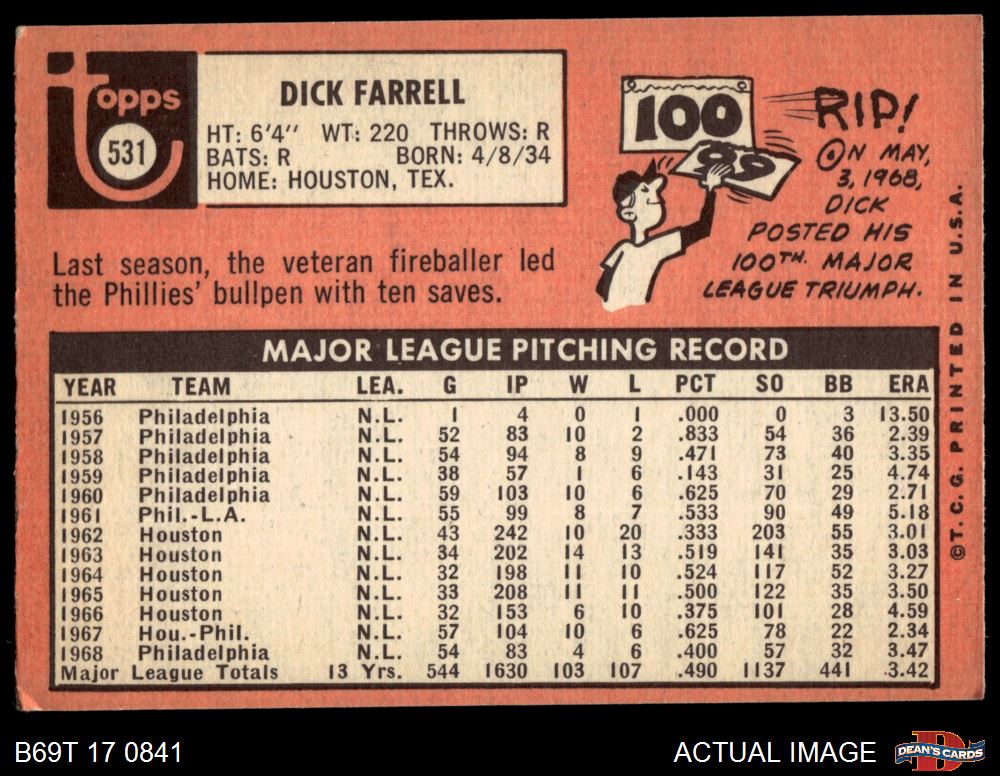 topps
531
DICK FARRELL
HT: 6'4" WT: 220 THROWS: R
BATS: R BORN: 4/8/34
HOME: HOUSTON, TEX.
100
99
RIP!
ON MAY,
3, 1968,
DICK
POSTED HIS
100TH. MAJOR
LEAGUE TRIUMPH.
Last season, the veteran fireballer led
the Phillies' bullpen with ten saves.
MAJOR LEAGUE PITCHING RECORD
YEAR TEAM LEA. G IP W L PCT SO BB ERA
1956 Philadelphia N.L. 1 4 0 1 .000 0 3 13.50
1957 Philadelphia N.L. 52 83 10 2 .833 54 36 2.39
1958 Philadelphia N.L. 54 94 8 9 .471 73 40 3.35
1959 Philadelphia N.L. 38 57 1 6 .143 31 25 4.74
1960 Philadelphia N.L. 59 103 10 6 .625 70 29 2.71
1961 Phil.-L.A. N.L. 55 99 8 7 .533 90 49 5.18
1962 Houston N.L. 43 242 10 20 .333 203 55 3.01
1963 Houston N.L. 34 202 14 13 .519 141 35 3.03
1964 Houston N.L. 32 198 11 10 .524 117 52 3.27
1965 Houston N.L. 33 208 11 11 .500 122 35 3.50
1966 Houston N.L. 32 153 6 10 .375 101 28 4.59
1967 Hou.-Phil. N.L. 57 104 10 6 .625 78 22 2.34
1968 Philadelphia N.L. 54 83 4 6 .400 57 32 3.47
Major League Totals 13 Yrs. 544 1630 103 107 .490 1137 441 3.42
©T. C. G. PRINTED IN U.S.A.
B69T 17 0841
ACTUAL IMAGE
D
DEAN'S CARDS